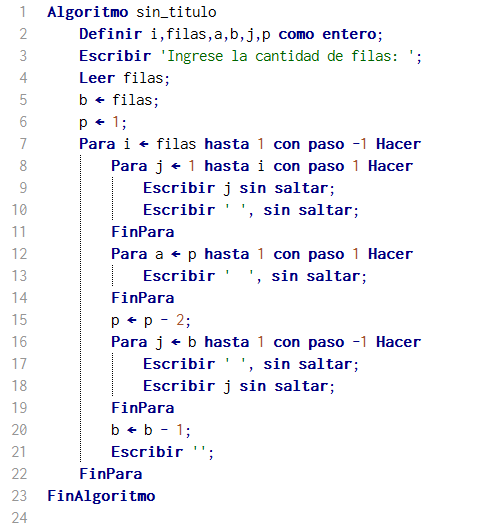 1 Algoritmo sin_titulo
2 Definir i,filas,a,b,j,p como entero;
3 Escribir 'Ingrese la cantidad de filas: ';
4 Leer filas;
5 b ← filas;
6 p ← 1;
7 Para i ← filas hasta 1 con paso -1 Hacer
8 Para j ← 1 hasta i con paso 1 Hacer
9 Escribir j sin saltar;
10 Escribir ' ', sin saltar;
11 FinPara
12 Para a ← p hasta 1 con paso 1 Hacer
13 Escribir '  ', sin saltar;
14 FinPara
15 p ← p - 2;
16 Para j ← b hasta 1 con paso -1 Hacer
17 Escribir ' ', sin saltar;
18 Escribir j sin saltar;
19 FinPara
20 b ← b - 1;
21 Escribir '';
22 FinPara
23 FinAlgoritmo
24